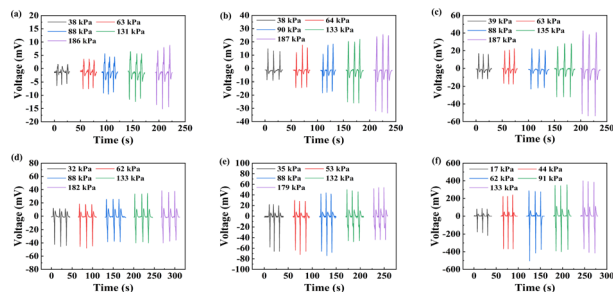 (a)
38 kPa 63 kPa
88 kPa 131 kPa
186 kPa
Voltage (mV)
20
15
10
5
0
-5
-10
-15
-20
0 50 100 150 200 250
Time (s)
(b)
38 kPa 64 kPa
90 kPa 133 kPa
187 kPa
Voltage (mV)
40
30
20
10
0
-10
-20
-30
-40
0 50 100 150 200 250
Time (s)
(c)
39 kPa 63 kPa
88 kPa 135 kPa
187 kPa
Voltage (mV)
60
40
20
0
-20
-40
-60
0 50 100 150 200 250
Time (s)
(d)
32 kPa 62 kPa
88 kPa 133 kPa
182 kPa
Voltage (mV)
80
60
40
20
0
-20
-40
-60
-80
0 50 100 150 200 250 300
Time (s)
(e)
35 kPa 53 kPa
88 kPa 132 kPa
179 kPa
Voltage (mV)
100
80
60
40
20
0
-20
-40
-60
-80
-100
0 50 100 150 200 250
Time (s)
(f)
17 kPa 44 kPa
62 kPa 91 kPa
133 kPa
Voltage (mV)
600
400
200
0
-200
-400
-600
0 50 100 150 200 250 300
Time (s)